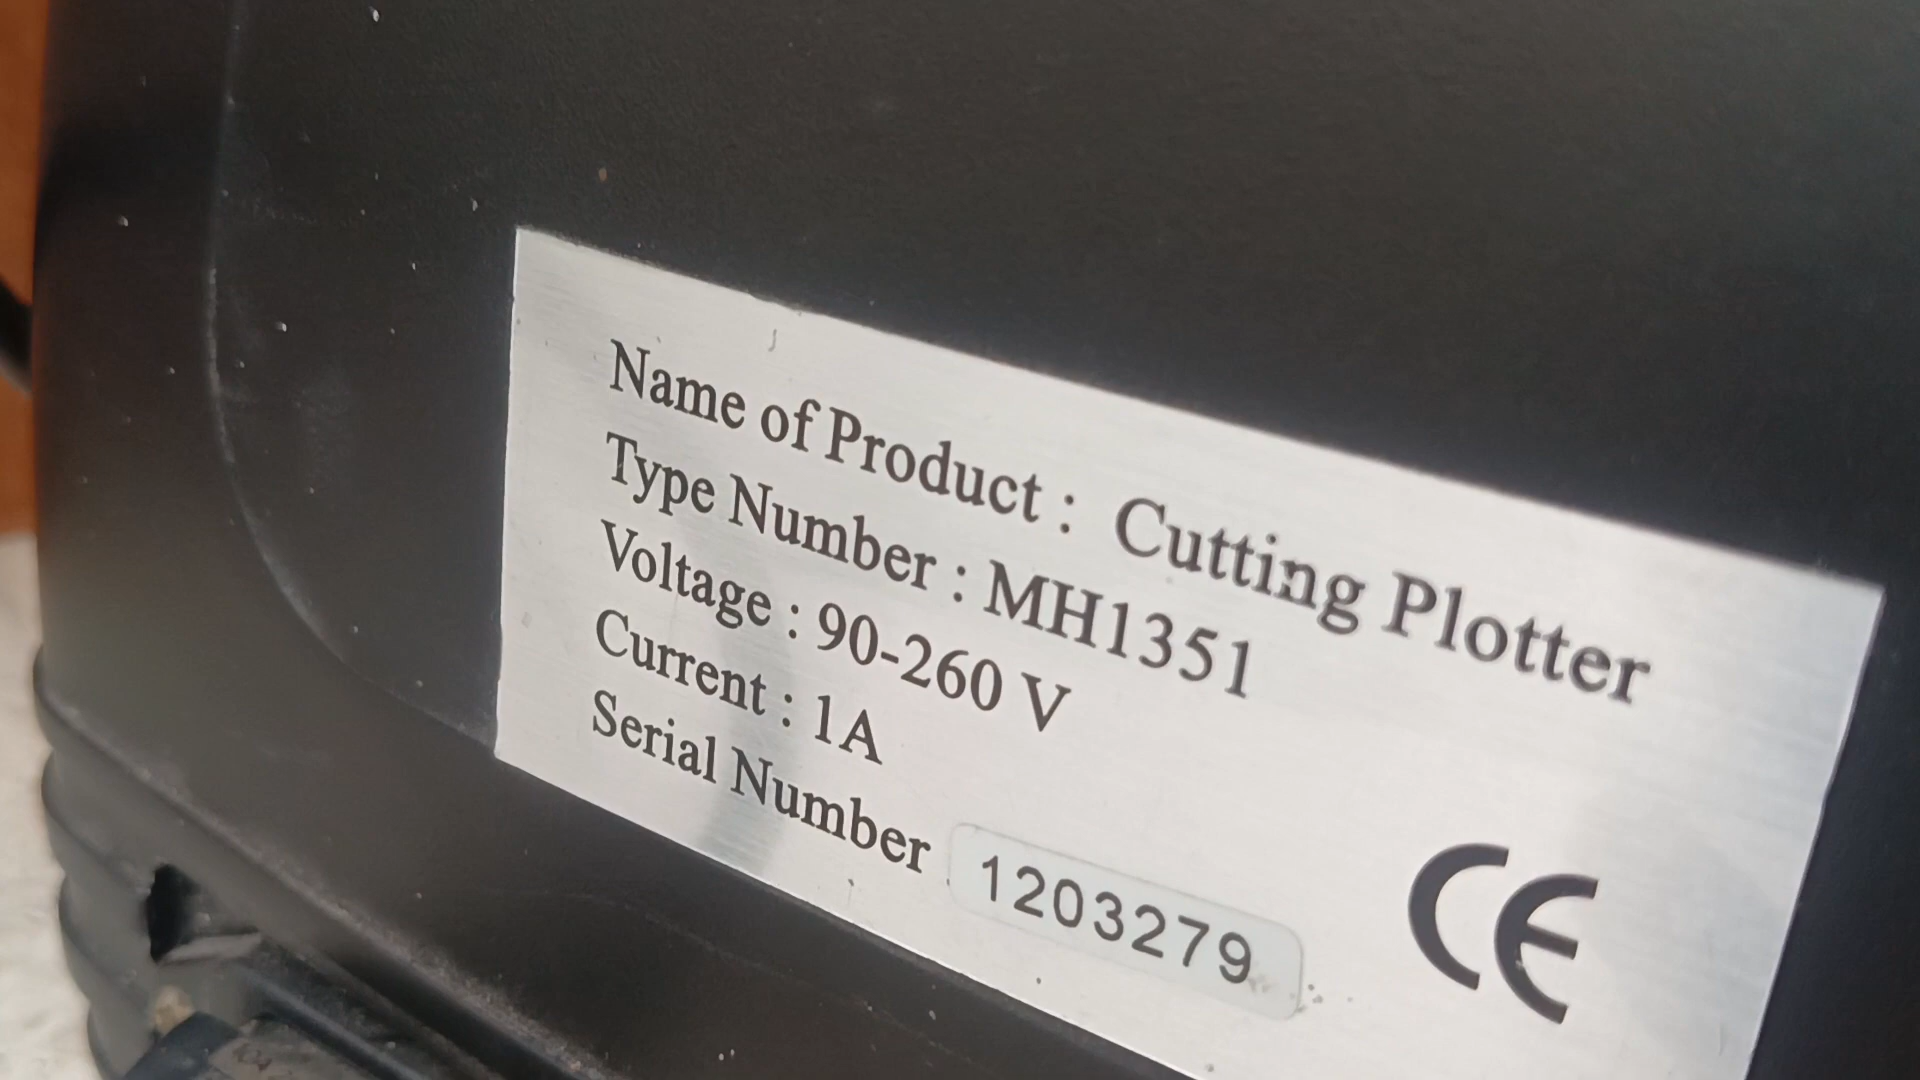 Name of Product : Cutting Plotter
Type Number : MH1351
Voltage : 90-260 V
Current : 1A
Serial Number 1203279
CE